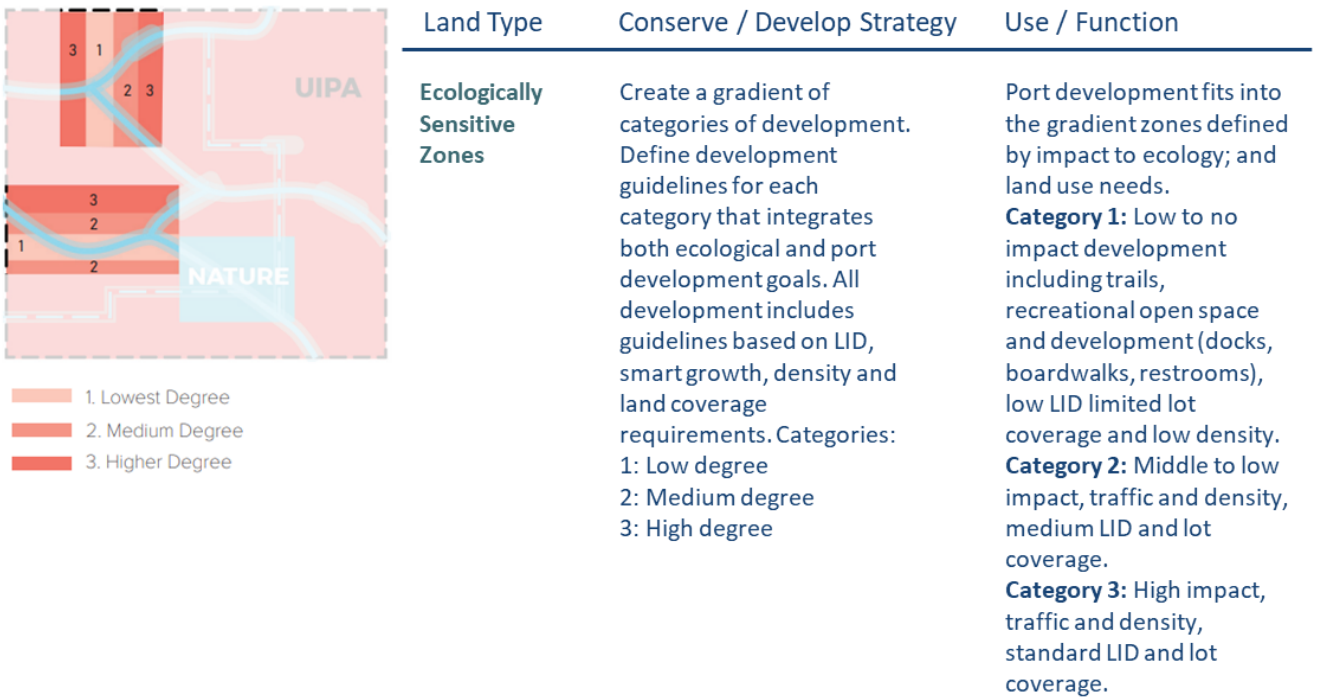 3 1
2 3
UIPA
3
2
1
2
NATURE
1. Lowest Degree
2. Medium Degree
3. Higher Degree
Land Type
Conserve / Develop Strategy
Use / Function
Ecologically
Sensitive
Zones
Create a gradient of
categories of development.
Define development
guidelines for each
category that integrates
both ecological and port
development goals. All
development includes
guidelines based on LID,
smart growth, density and
land coverage
requirements. Categories:
1: Low degree
2: Medium degree
3: High degree
Port development fits into
the gradient zones defined
by impact to ecology; and
land use needs.
Category 1: Low to no
impact development
including trails,
recreational open space
and development (docks,
boardwalks, restrooms),
low LID limited lot
coverage and low density.
Category 2: Middle to low
impact, traffic and density,
medium LID and lot
coverage.
Category 3: High impact,
traffic and density,
standard LID and lot
coverage.